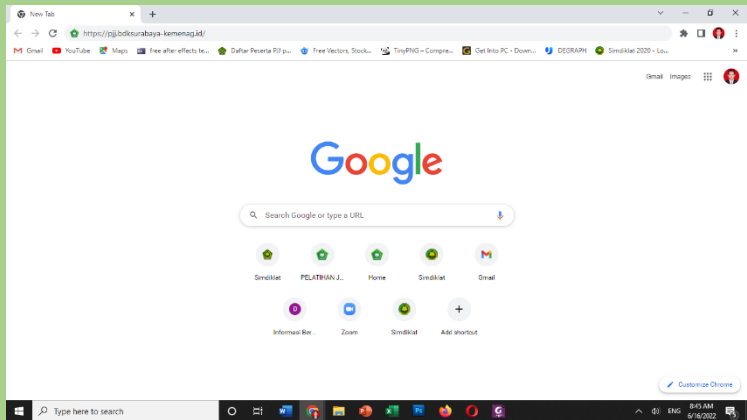 New Tab
https://pjj.bdksurabaya-kemenag.id/
Gmail YouTube Maps free after effects te... Daftar Peserta PJJ p... Free Vectors, Stock... TinyPNG – Compre... Get Into PC - Down... DEGRAPH Simdiklat 2020 - Lo... »
Gmail Images
Google
Search Google or type a URL
Simdiklat PELATIHAN J... Home Simdiklat Gmail
Informasi Ber... Zoom Simdiklat Add shortcut
Customize Chrome
Type here to search
ENG
8:45 AM
6/16/2022